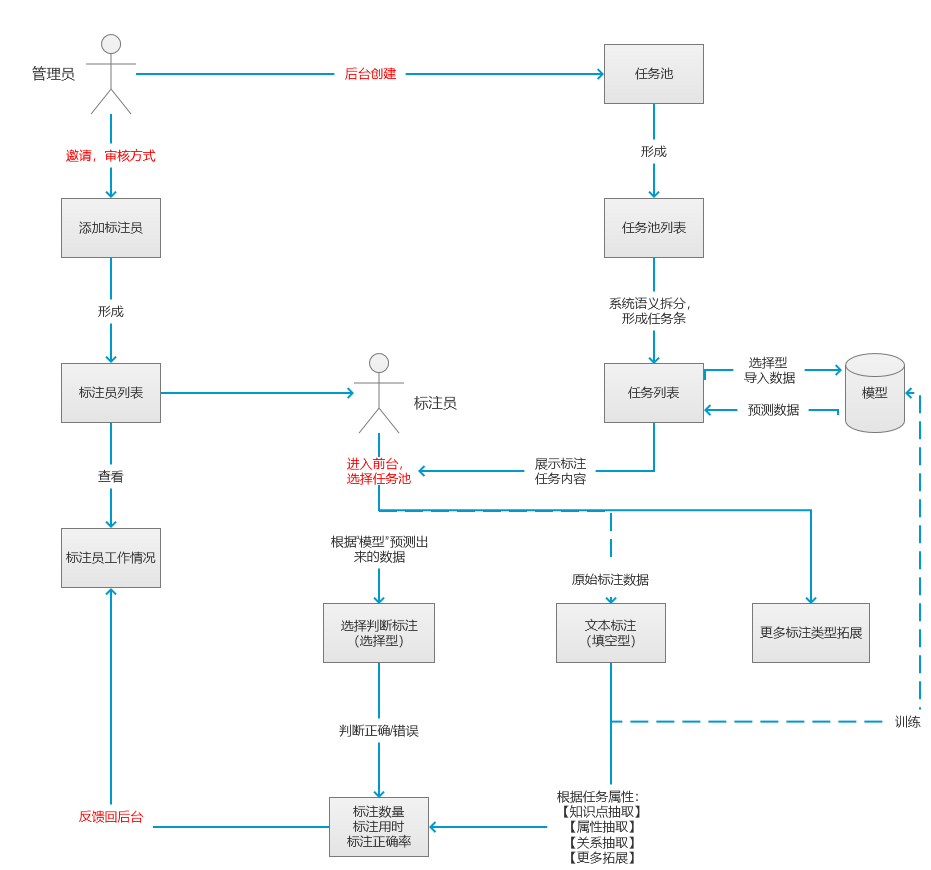 管理员
后台创建
任务池
邀请，审核方式
形成
添加标注员
任务池列表
形成
系统语义拆分，
形成任务条
标注员列表
标注员
任务列表
选择型
导入数据
模型
预测数据
查看
进入前台，
选择任务池
展示标注
任务内容
标注员工作情况
根据“模型”预测出
来的数据
原始标注数据
选择判断标注
（选择型）
文本标注
（填空型）
更多标注类型拓展
判断正确/错误
训练
反馈回后台
标注数量
标注用时
标注正确率
根据任务属性：
【知识点抽取】
【属性抽取】
【关系抽取】
【更多拓展】